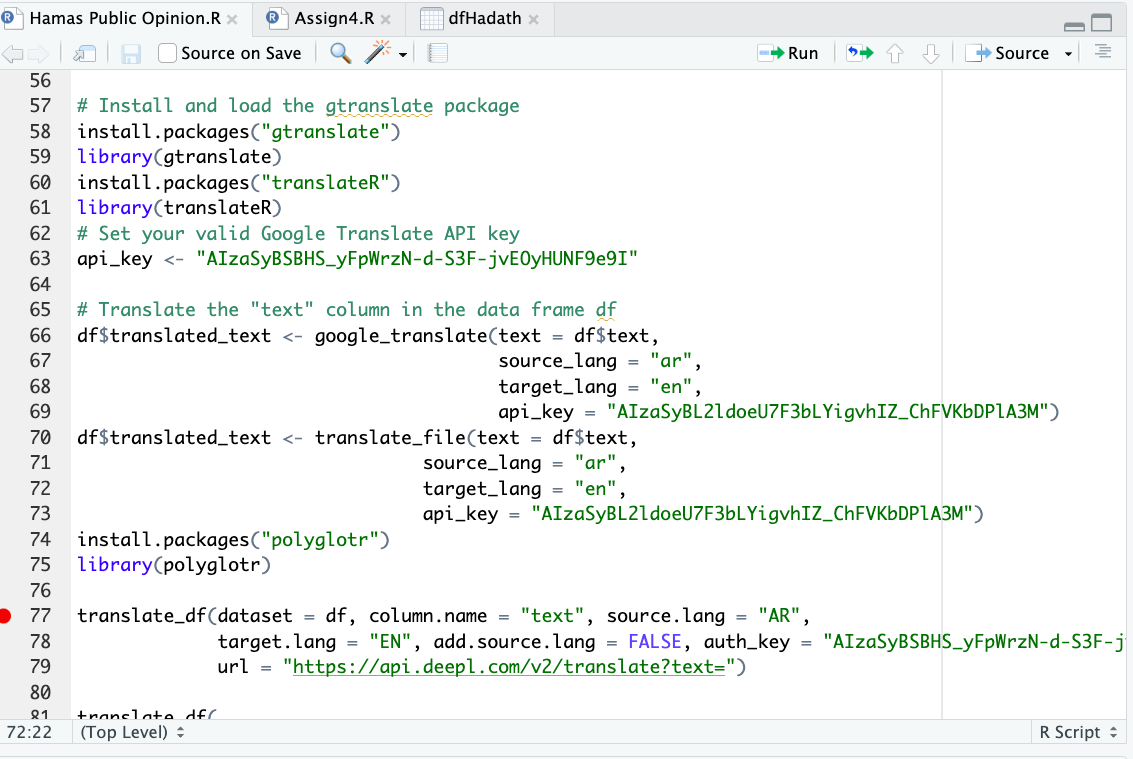 Hamas Public Opinion.R Assign4.R dfHadath
Source on Save Run Source
56
57 # Install and load the gtranslate package
58 install.packages("gtranslate")
59 library(gtranslate)
60 install.packages("translateR")
61 library(translateR)
62 # Set your valid Google Translate API key
63 api_key <- "AIzaSyBSBHS_yFpWrzN-d-S3F-jvEOyHUNF9e9I"
64
65 # Translate the "text" column in the data frame df
66 df$translated_text <- google_translate(text = df$text,
67 source_lang = "ar",
68 target_lang = "en",
69 api_key = "AIzaSyBL2ldoeU7F3bLYigvhIZ_ChFVKbDPlA3M")
70 df$translated_text <- translate_file(text = df$text,
71 source_lang = "ar",
72 target_lang = "en",
73 api_key = "AIzaSyBL2ldoeU7F3bLYigvhIZ_ChFVKbDPlA3M")
74 install.packages("polyglotr")
75 library(polyglotr)
76
77 translate_df(dataset = df, column.name = "text", source.lang = "AR",
78 target.lang = "EN", add.source.lang = FALSE, auth_key = "AIzaSyBSBHS_yFpWrzN-d-S3F-j
79 url = "https://api.deepl.com/v2/translate?text=")
80
81 translate_df(
72:22 (Top Level) R Script